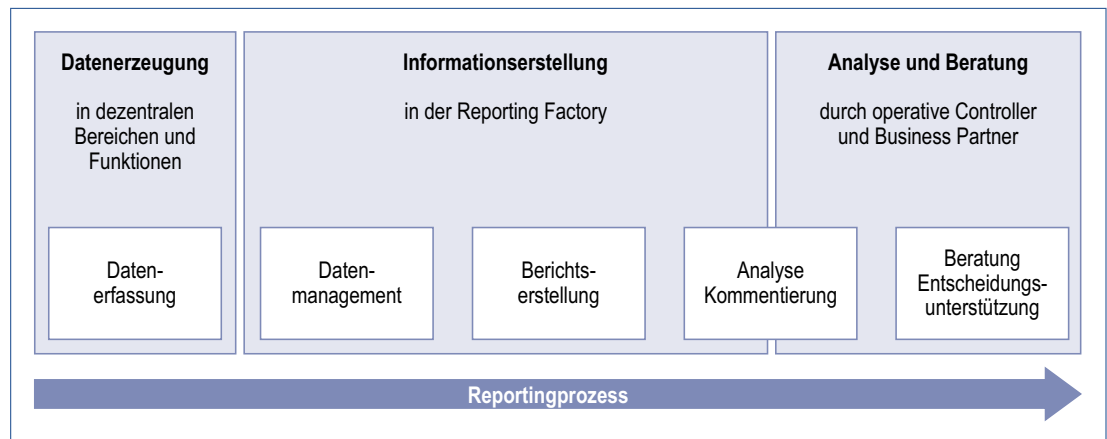 Datenerzeugung
in dezentralen
Bereichen und
Funktionen
Informationserstellung
in der Reporting Factory
Analyse und Beratung
durch operative Controller
und Business Partner
Daten-
erfassung
Daten-
management
Berichts-
erstellung
Analyse
Kommentierung
Beratung
Entscheidungs-
unterstützung
Reportingprozess